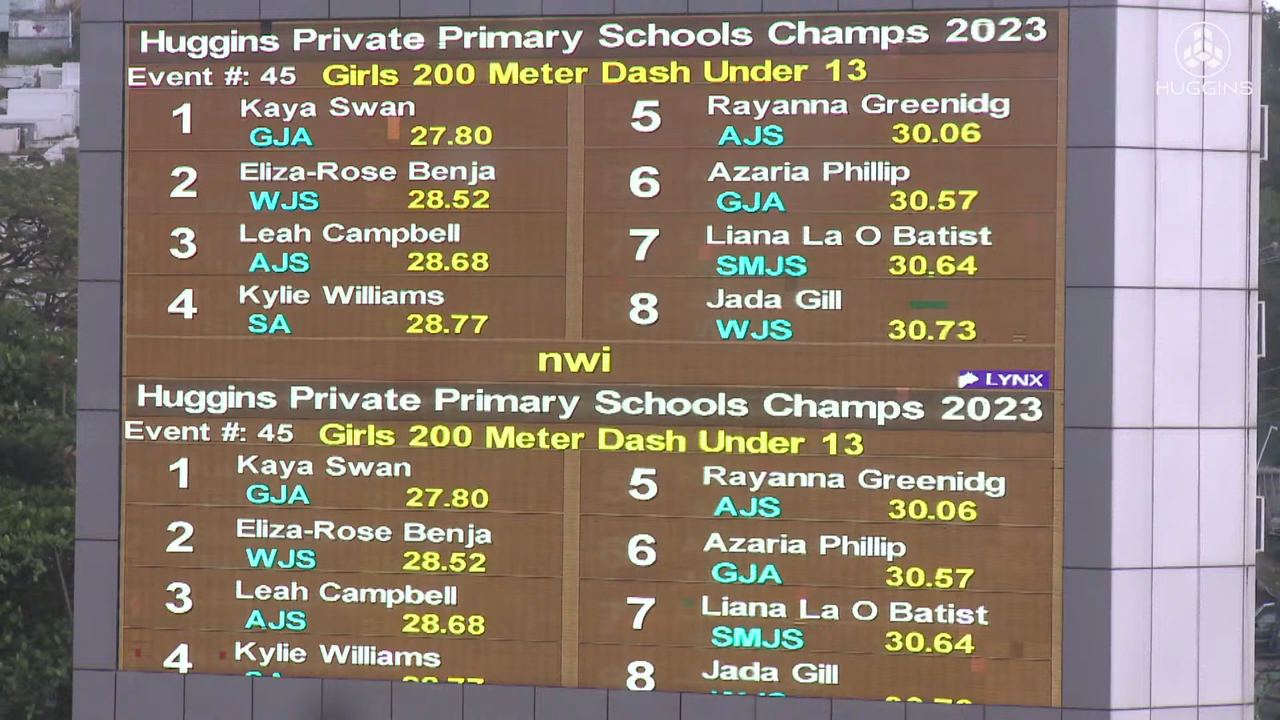 HUGGINS
Huggins Private Primary Schools Champs 2023
Event #: 45 Girls 200 Meter Dash Under 13
1 Kaya Swan
GJA 27.80
2 Eliza-Rose Benja
WJS 28.52
3 Leah Campbell
AJS 28.68
4 Kylie Williams
SA 28.77
5 Rayanna Greenidg
AJS 30.06
6 Azaria Phillip
GJA 30.57
7 Liana La O Batist
SMJS 30.64
8 Jada Gill
WJS 30.73
nwi
LYNX
Huggins Private Primary Schools Champs 2023
Event #: 45 Girls 200 Meter Dash Under 13
1 Kaya Swan
GJA 27.80
2 Eliza-Rose Benja
WJS 28.52
3 Leah Campbell
AJS 28.68
4 Kylie Williams
5 Rayanna Greenidg
AJS 30.06
6 Azaria Phillip
GJA 30.57
7 Liana La O Batist
SMJS 30.64
8 Jada Gill